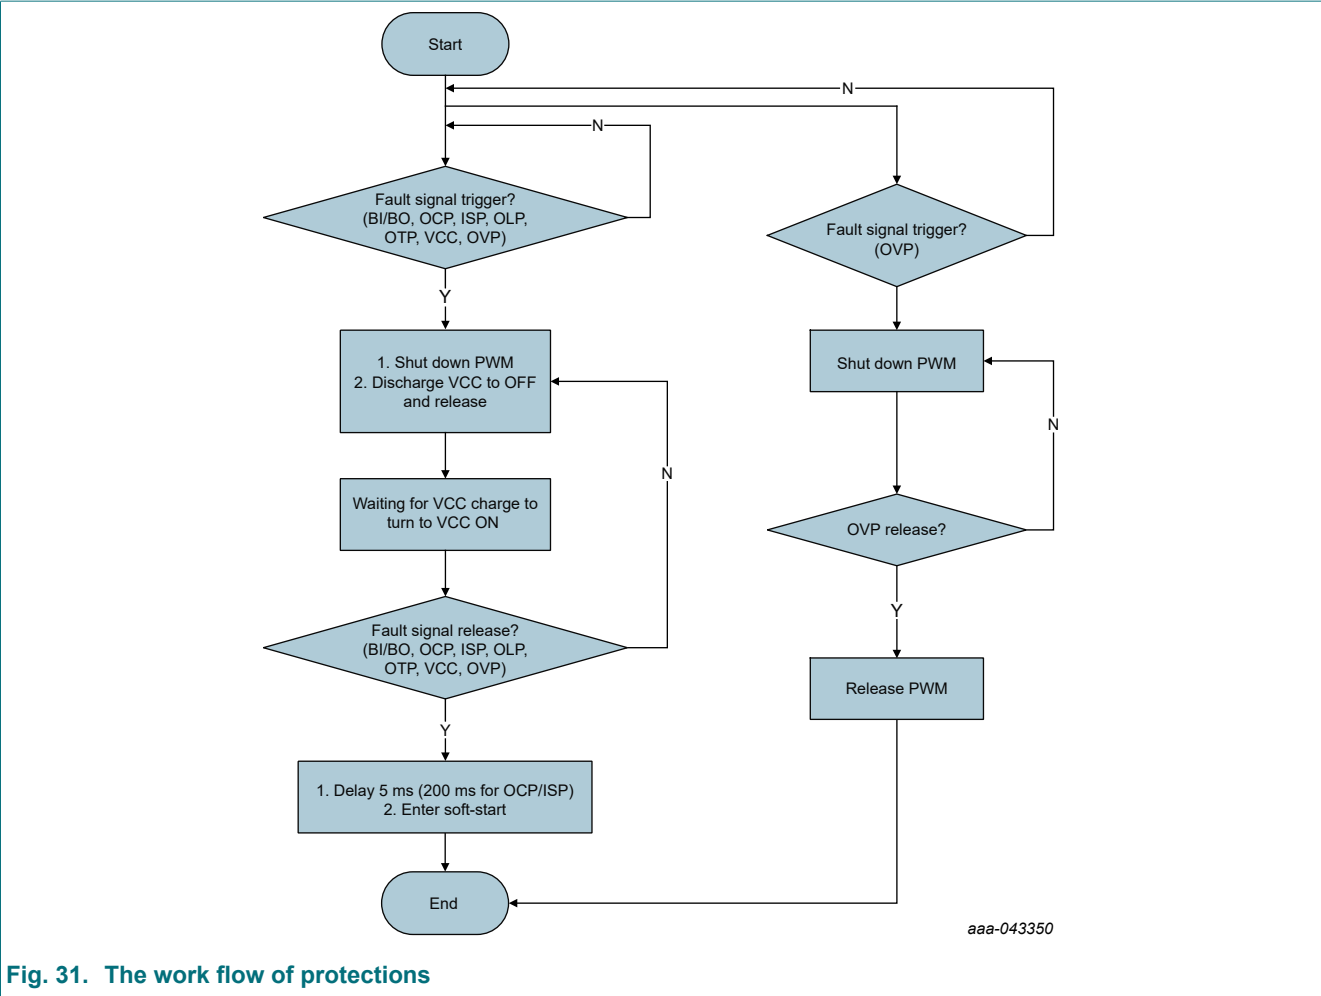 Start
N
N
Fault signal trigger?
(BI/BO, OCP, ISP, OLP,
OTP, VCC, OVP)
Y
1. Shut down PWM
2. Discharge VCC to OFF
and release
Waiting for VCC charge to
turn to VCC ON
N
Fault signal release?
(BI/BO, OCP, ISP, OLP,
OTP, VCC, OVP)
Y
1. Delay 5 ms (200 ms for OCP/ISP)
2. Enter soft-start
End
Fault signal trigger?
(OVP)
Shut down PWM
N
OVP release?
Y
Release PWM
aaa-043350
Fig. 31. The work flow of protections